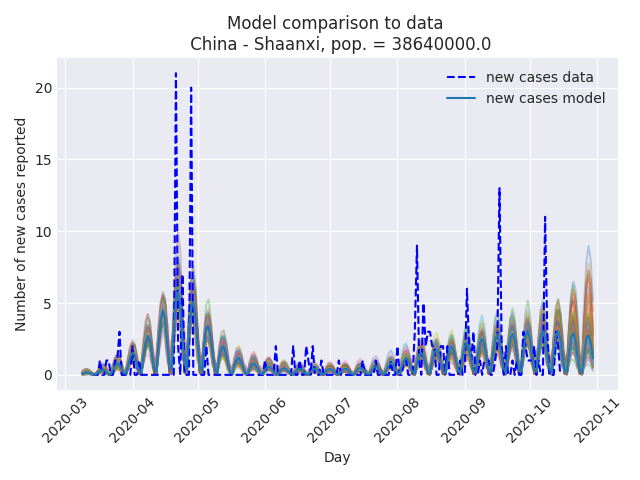 Model comparison to data
China - Shaanxi, pop. = 38640000.0
new cases data
new cases model
Number of new cases reported
20
15
10
5
0
2020-03
2020-04
2020-05
2020-06
2020-07
2020-08
2020-09
2020-10
2020-11
Day